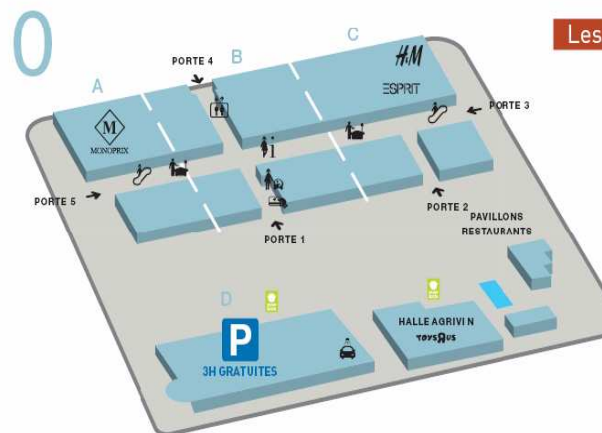 0
Les
PORTE 4
A
B
C
H&M
ESPRIT
M
MONOPRIX
PORTE 3
PORTE 5
PORTE 1
PORTE 2
PAVILLONS
RESTAURANTS
D
P
3H GRATUITES
HALLE AGRIVIN
TOYSЯUS